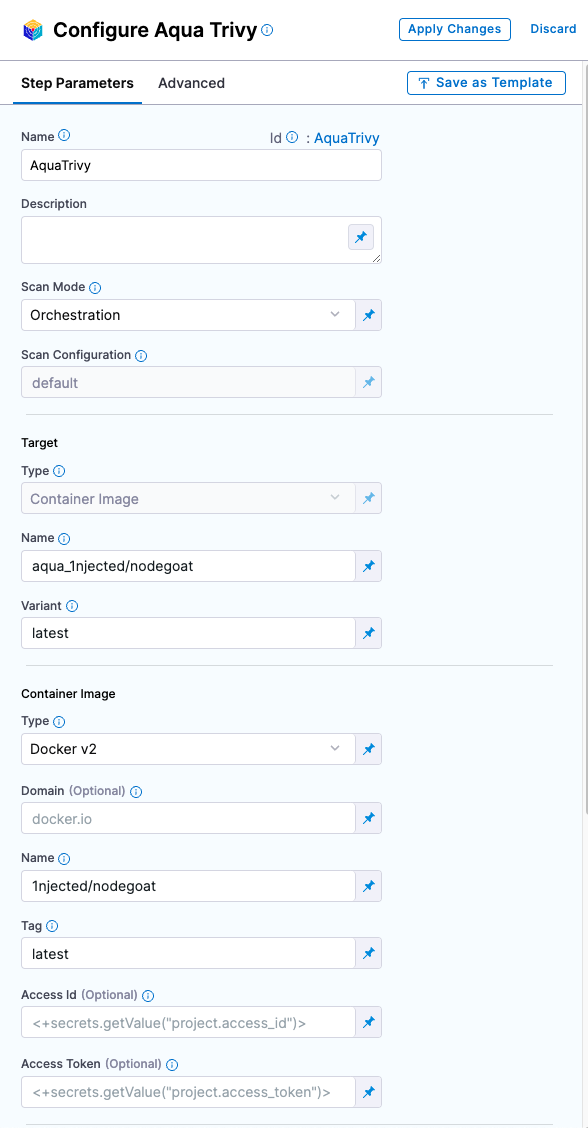 Configure Aqua Trivy
Apply Changes
Discard
Step Parameters
Advanced
Save as Template
Name
Id : AquaTrivy
AquaTrivy
Description
Scan Mode
Orchestration
Scan Configuration
default
Target
Type
Container Image
Name
aqua_1njected/nodegoat
Variant
latest
Container Image
Type
Docker v2
Domain (Optional)
docker.io
Name
1njected/nodegoat
Tag
latest
Access Id (Optional)
<+secrets.getValue("project.access_id")>
Access Token (Optional)
<+secrets.getValue("project.access_token")>